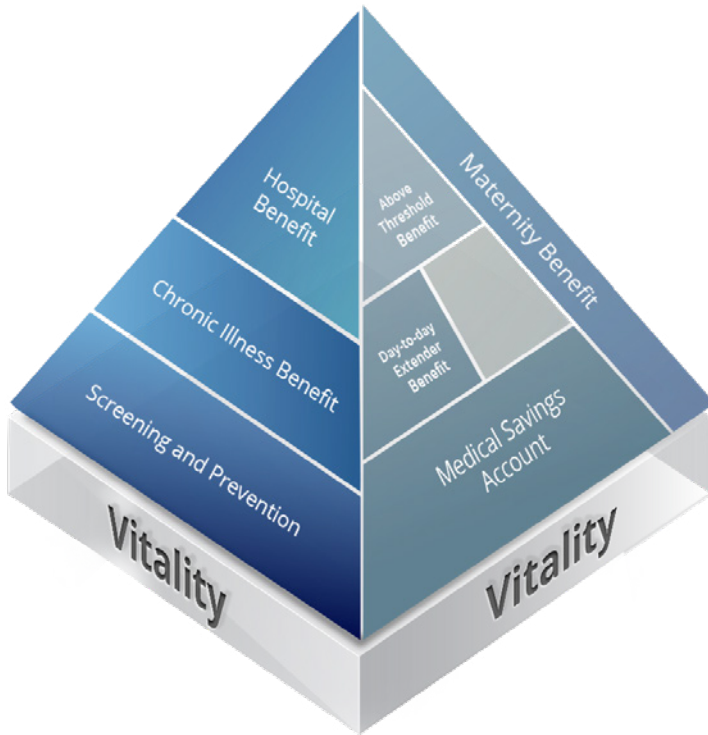 Hospital
Benefit
Chronic Illness Benefit
Screening and Prevention
Maternity Benefit
Above
Threshold
Benefit
Day-to-day
Extender
Benefit
Medical Savings
Account
Vitality
Vitality